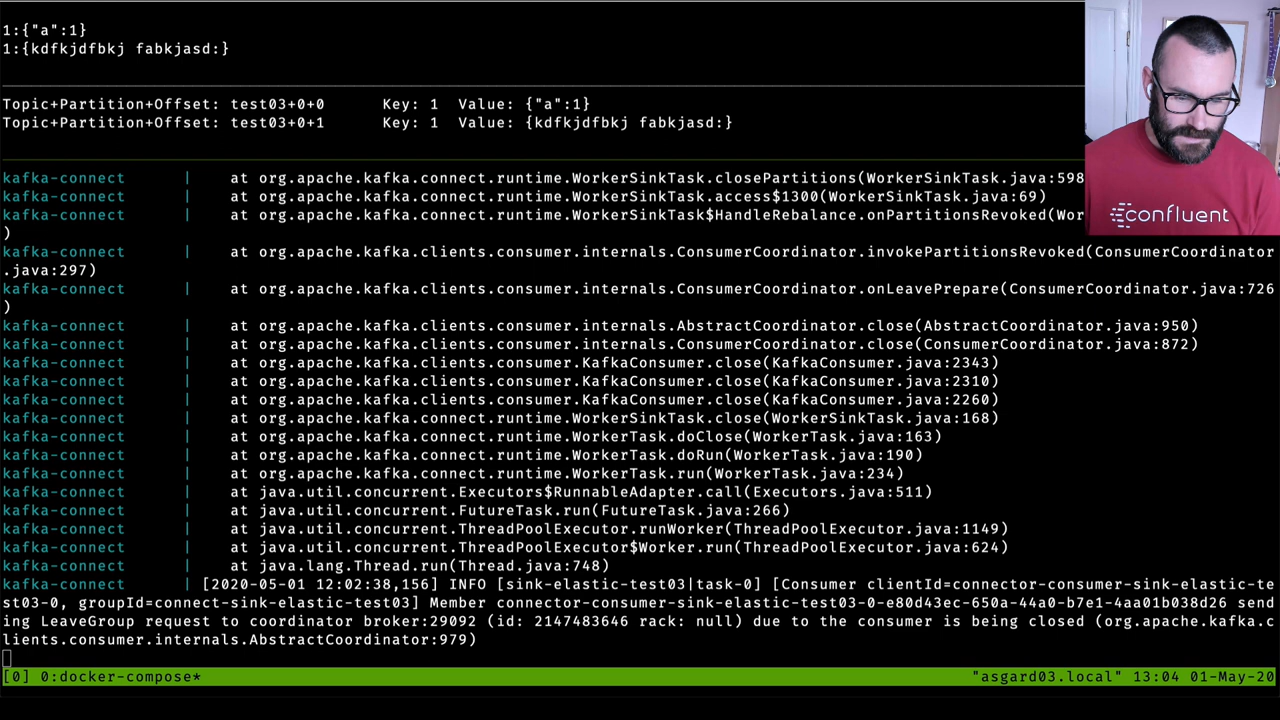 1:{"a":1}
1:{kdfkjdfbkj fabkjasd:}
Topic+Partition+Offset: test03+0+0      Key: 1  Value: {"a":1}
Topic+Partition+Offset: test03+0+1      Key: 1  Value: {kdfkjdfbkj fabkjasd:}
kafka-connect      |    at org.apache.kafka.connect.runtime.WorkerSinkTask.closePartitions(WorkerSinkTask.java:598
kafka-connect      |    at org.apache.kafka.connect.runtime.WorkerSinkTask.access$1300(WorkerSinkTask.java:69)
kafka-connect      |    at org.apache.kafka.connect.runtime.WorkerSinkTask$HandleRebalance.onPartitionsRevoked(Wor
)
kafka-connect      |    at org.apache.kafka.clients.consumer.internals.ConsumerCoordinator.invokePartitionsRevoked(ConsumerCoordinator
.java:297)
kafka-connect      |    at org.apache.kafka.clients.consumer.internals.ConsumerCoordinator.onLeavePrepare(ConsumerCoordinator.java:726
)
kafka-connect      |    at org.apache.kafka.clients.consumer.internals.AbstractCoordinator.close(AbstractCoordinator.java:950)
kafka-connect      |    at org.apache.kafka.clients.consumer.internals.ConsumerCoordinator.close(ConsumerCoordinator.java:872)
kafka-connect      |    at org.apache.kafka.clients.consumer.KafkaConsumer.close(KafkaConsumer.java:2343)
kafka-connect      |    at org.apache.kafka.clients.consumer.KafkaConsumer.close(KafkaConsumer.java:2310)
kafka-connect      |    at org.apache.kafka.clients.consumer.KafkaConsumer.close(KafkaConsumer.java:2260)
kafka-connect      |    at org.apache.kafka.connect.runtime.WorkerSinkTask.close(WorkerSinkTask.java:168)
kafka-connect      |    at org.apache.kafka.connect.runtime.WorkerTask.doClose(WorkerTask.java:163)
kafka-connect      |    at org.apache.kafka.connect.runtime.WorkerTask.doRun(WorkerTask.java:190)
kafka-connect      |    at org.apache.kafka.connect.runtime.WorkerTask.run(WorkerTask.java:234)
kafka-connect      |    at java.util.concurrent.Executors$RunnableAdapter.call(Executors.java:511)
kafka-connect      |    at java.util.concurrent.FutureTask.run(FutureTask.java:266)
kafka-connect      |    at java.util.concurrent.ThreadPoolExecutor.runWorker(ThreadPoolExecutor.java:1149)
kafka-connect      |    at java.util.concurrent.ThreadPoolExecutor$Worker.run(ThreadPoolExecutor.java:624)
kafka-connect      |    at java.lang.Thread.run(Thread.java:748)
kafka-connect      | [2020-05-01 12:02:38,156] INFO [sink-elastic-test03|task-0] [Consumer clientId=connector-consumer-sink-elastic-te
st03-0, groupId=connect-sink-elastic-test03] Member connector-consumer-sink-elastic-test03-0-e80d43ec-650a-44a0-b7e1-4aa01b038d26 send
ing LeaveGroup request to coordinator broker:29092 (id: 2147483646 rack: null) due to the consumer is being closed (org.apache.kafka.c
lients.consumer.internals.AbstractCoordinator:979)
[0] 0:docker-compose*      "asgard03.local" 13:04 01-May-20
confluent